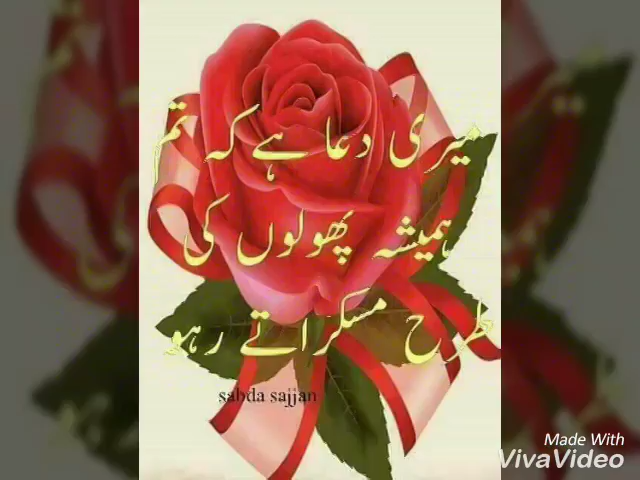 میری دعا ہے کہ تم
ہمیشہ پھولوں کی
طرح مسکراتے رہو
sabda sajjan
Made With
VivaVideo